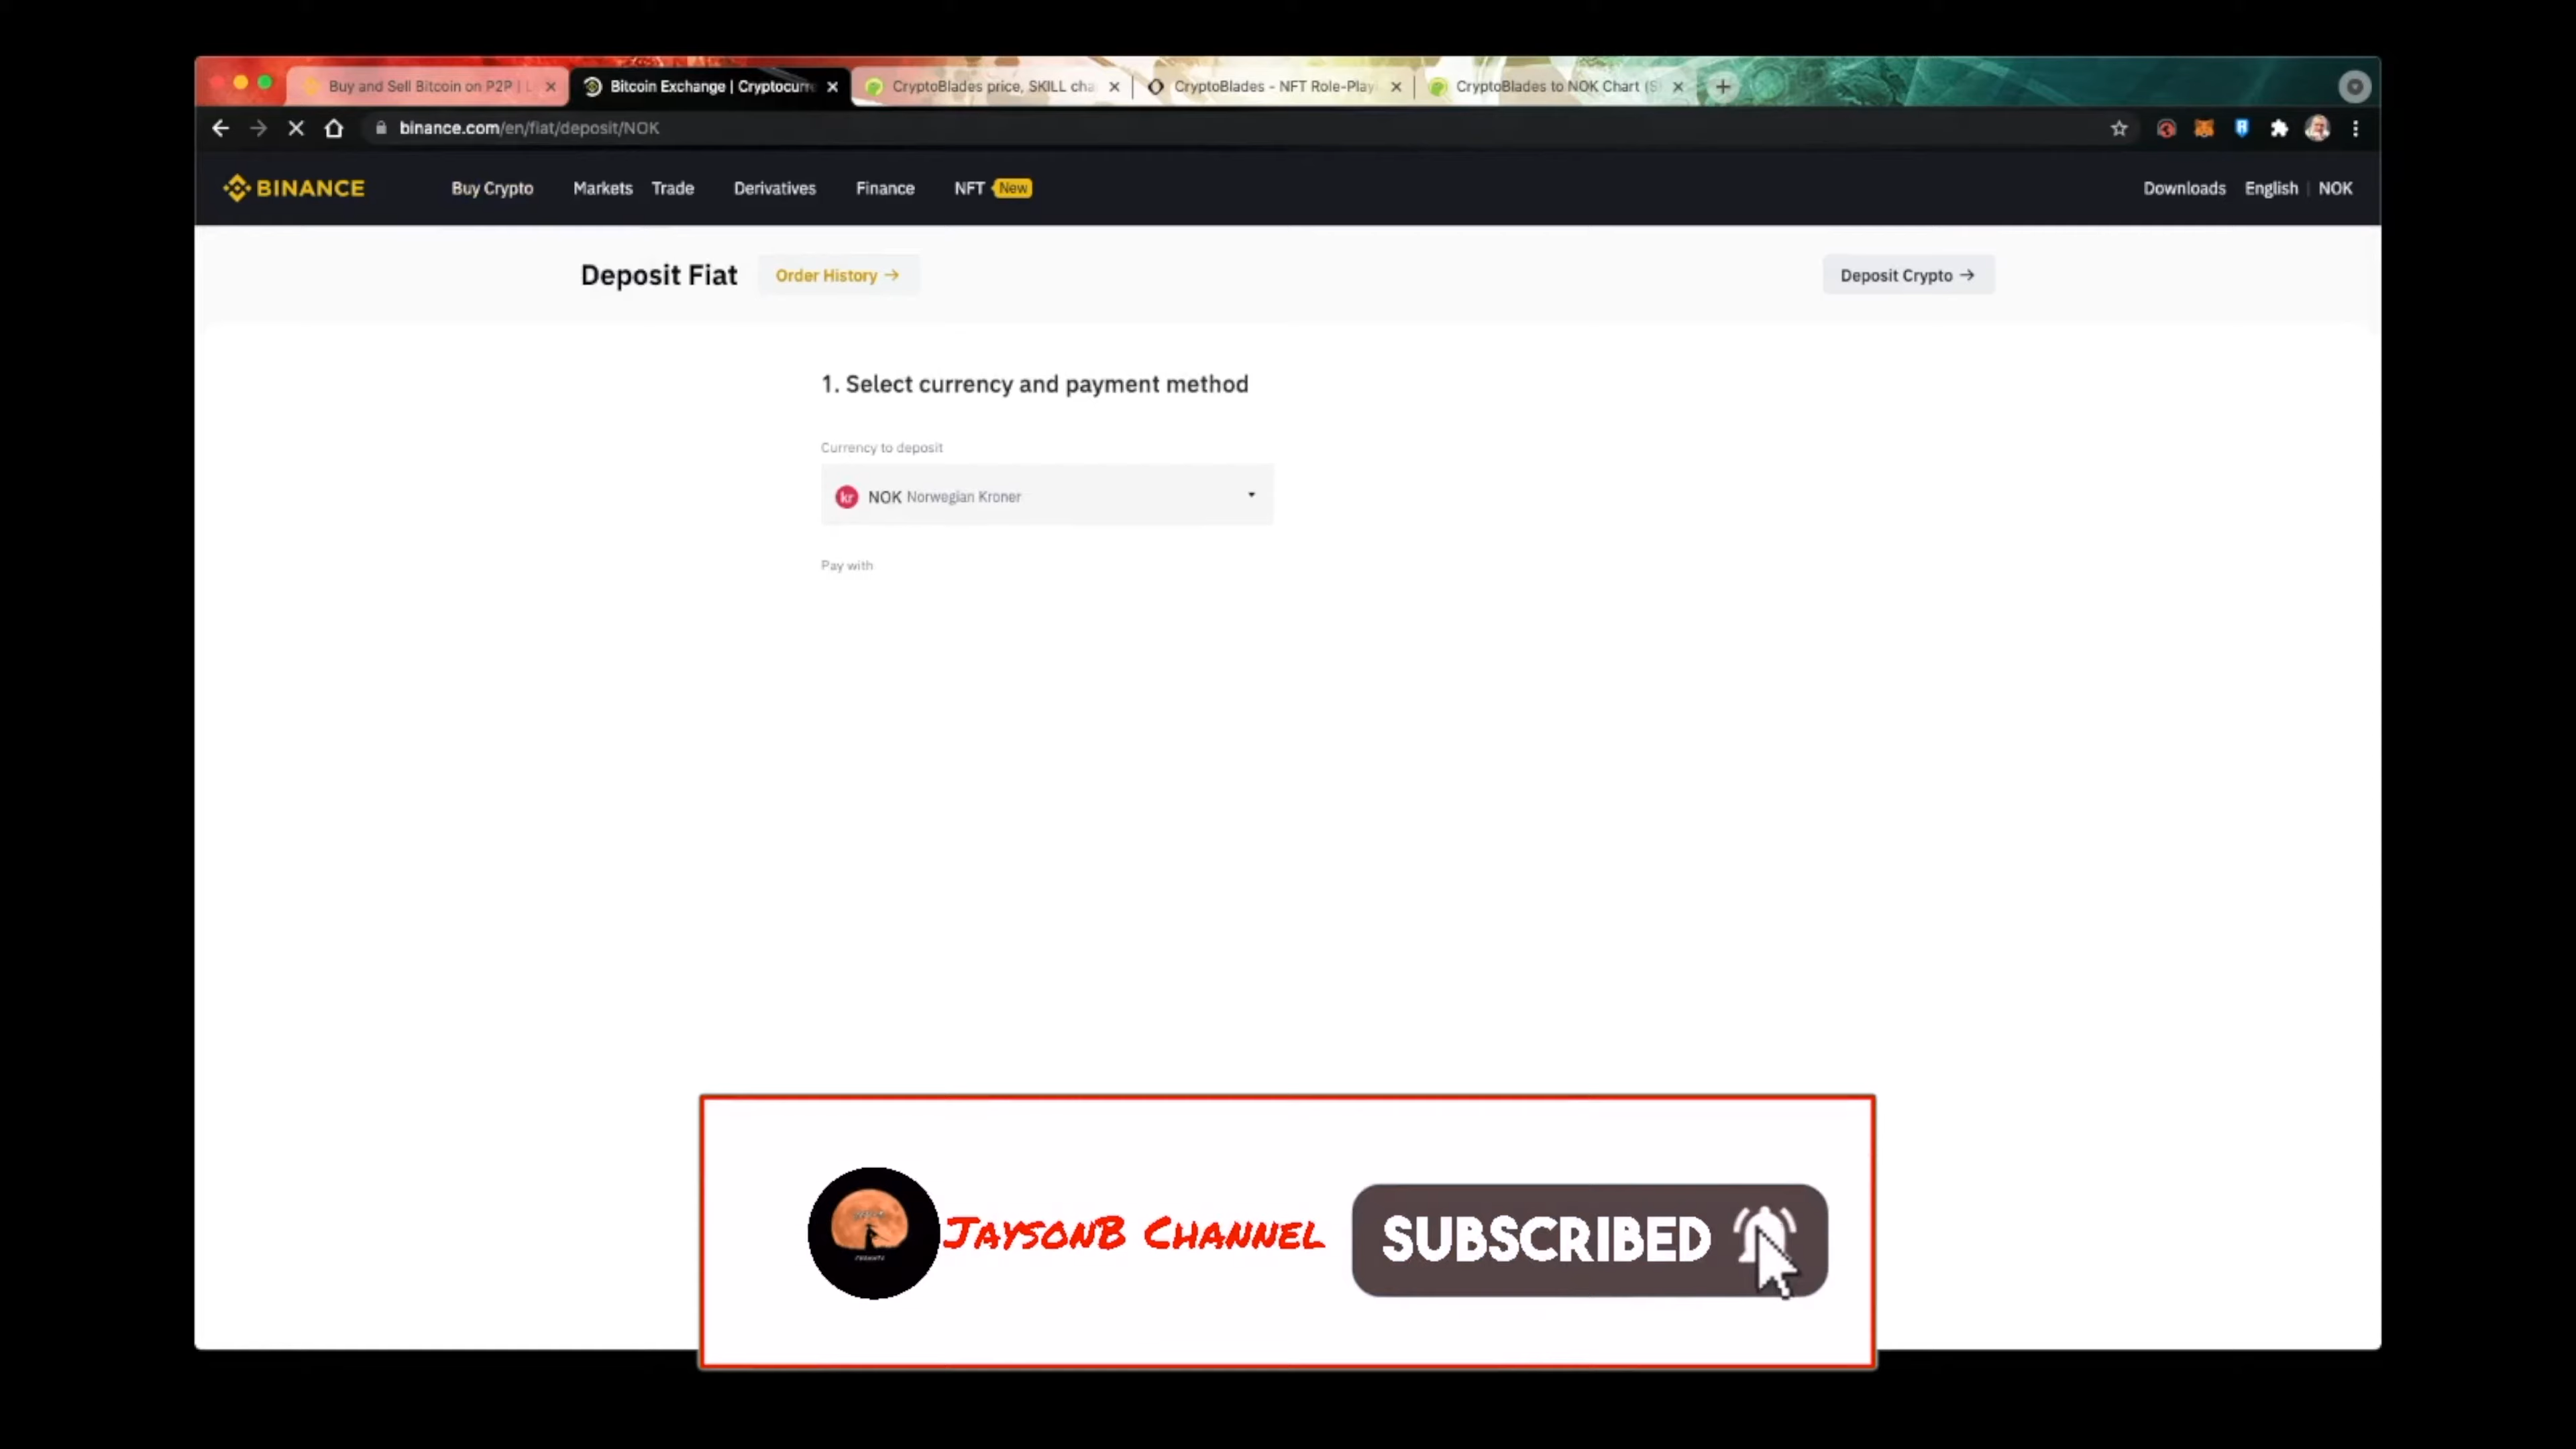 Buy and Sell Bitcoin on P2P | L
Bitcoin Exchange | Cryptocurre
CryptoBlades price, SKILL cha
CryptoBlades - NFT Role-Play
CryptoBlades to NOK Chart (S
binance.com/en/fiat/deposit/NOK
BINANCE
Buy Crypto
Markets
Trade
Derivatives
Finance
NFT New
Downloads
English | NOK
Deposit Fiat
Order History →
Deposit Crypto →
1. Select currency and payment method
Currency to deposit
kr NOK Norwegian Kroner
Pay with
JaysonB Channel
SUBSCRIBED